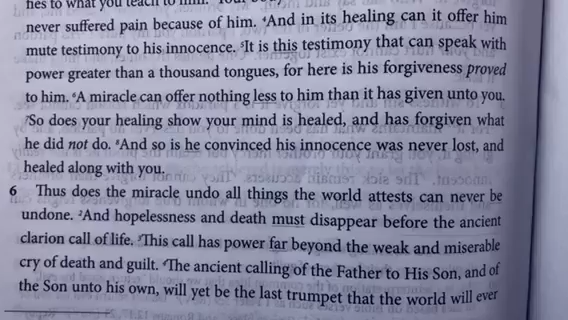 hes to what you teach to him. Your
never suffered pain because of him. ⁴And in its healing can it offer him
mute testimony to his innocence. ⁵It is this testimony that can speak with
power greater than a thousand tongues, for here is his forgiveness proved
to him. ⁶A miracle can offer nothing less to him than it has given unto you.
⁷So does your healing show your mind is healed, and has forgiven what
he did not do. ⁸And so is he convinced his innocence was never lost, and
healed along with you.
6 Thus does the miracle undo all things the world attests can never be
undone. ²And hopelessness and death must disappear before the ancient
clarion call of life. ³This call has power far beyond the weak and miserable
cry of death and guilt. ⁴The ancient calling of the Father to His Son, and of
the Son unto his own, will yet be the last trumpet that the world will ever